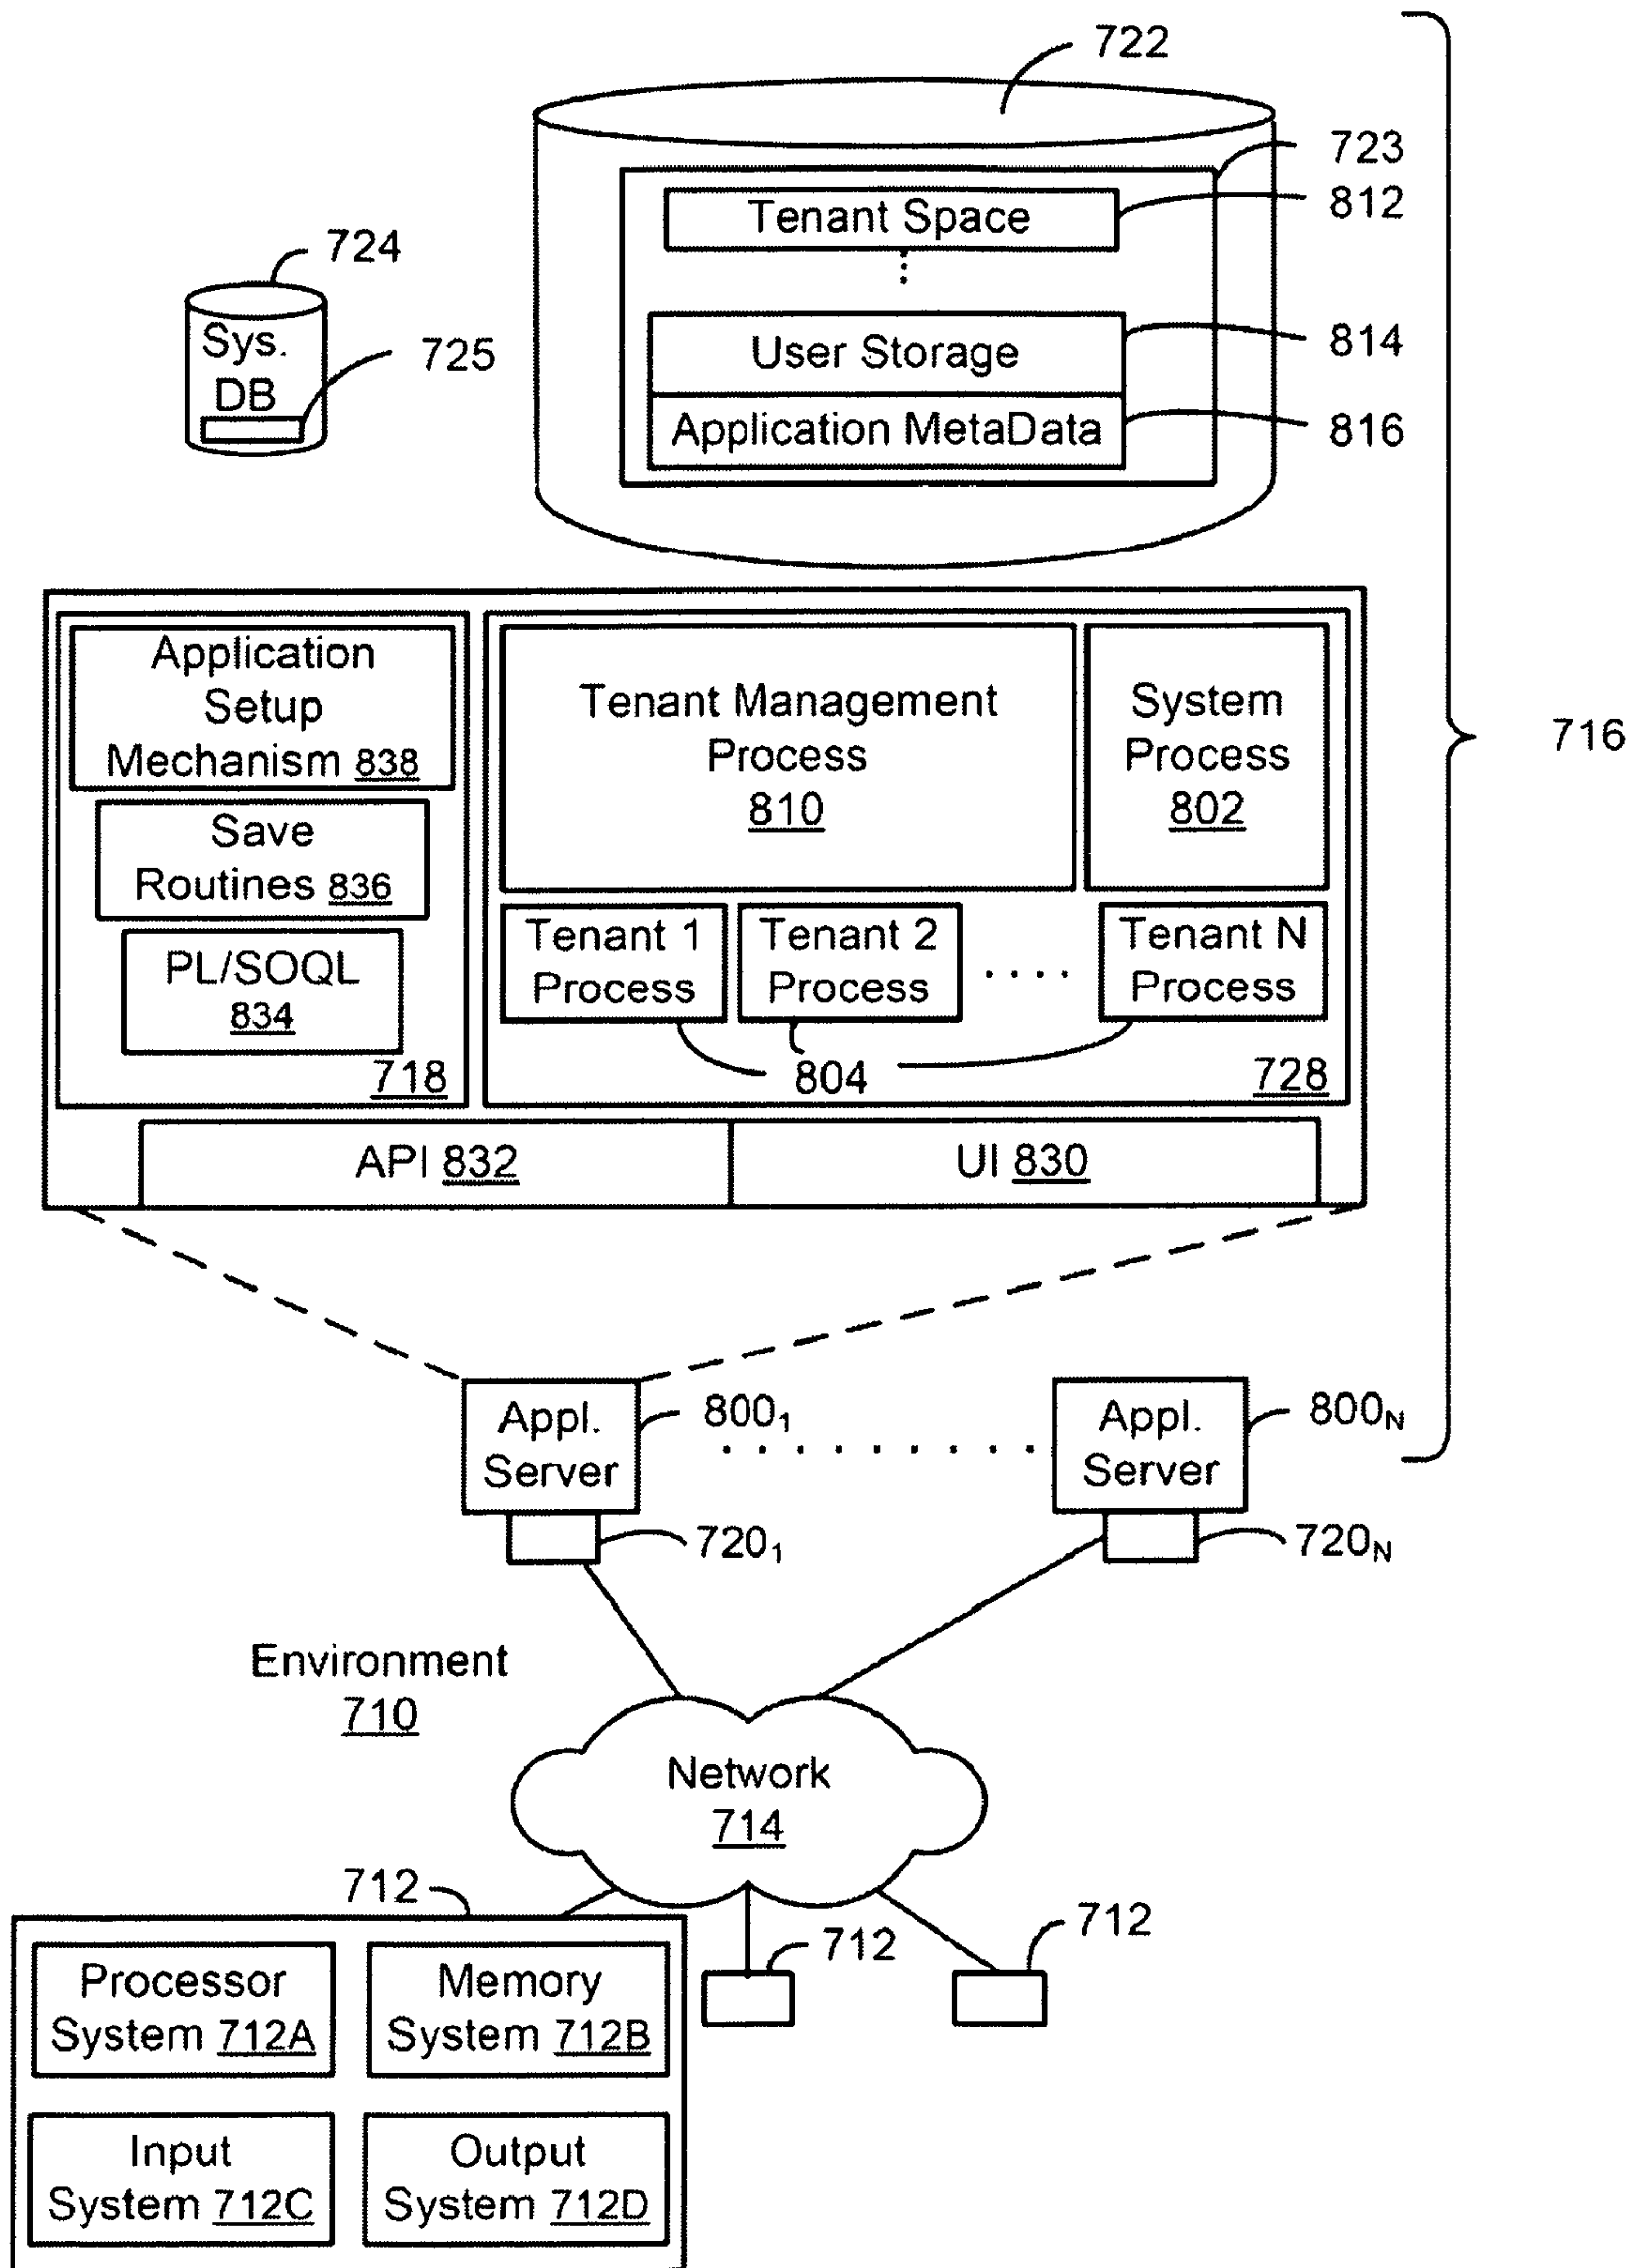 722
723
Tenant Space
812
724
Sys.
DB
725
User Storage
814
Application MetaData
816
Application
Setup
Mechanism 838
Save
Routines 836
PL/SOQL
834
718
Tenant Management
Process
810
System
Process
802
Tenant 1
Process
Tenant 2
Process
. . . .
Tenant N
Process
804
728
716
API 832
UI 830
Appl.
Server
800₁
. . . . . . . . . .
Appl.
Server
800N
720₁
720N
Environment
710
Network
714
712
712
712
Processor
System 712A
Memory
System 712B
Input
System 712C
Output
System 712D